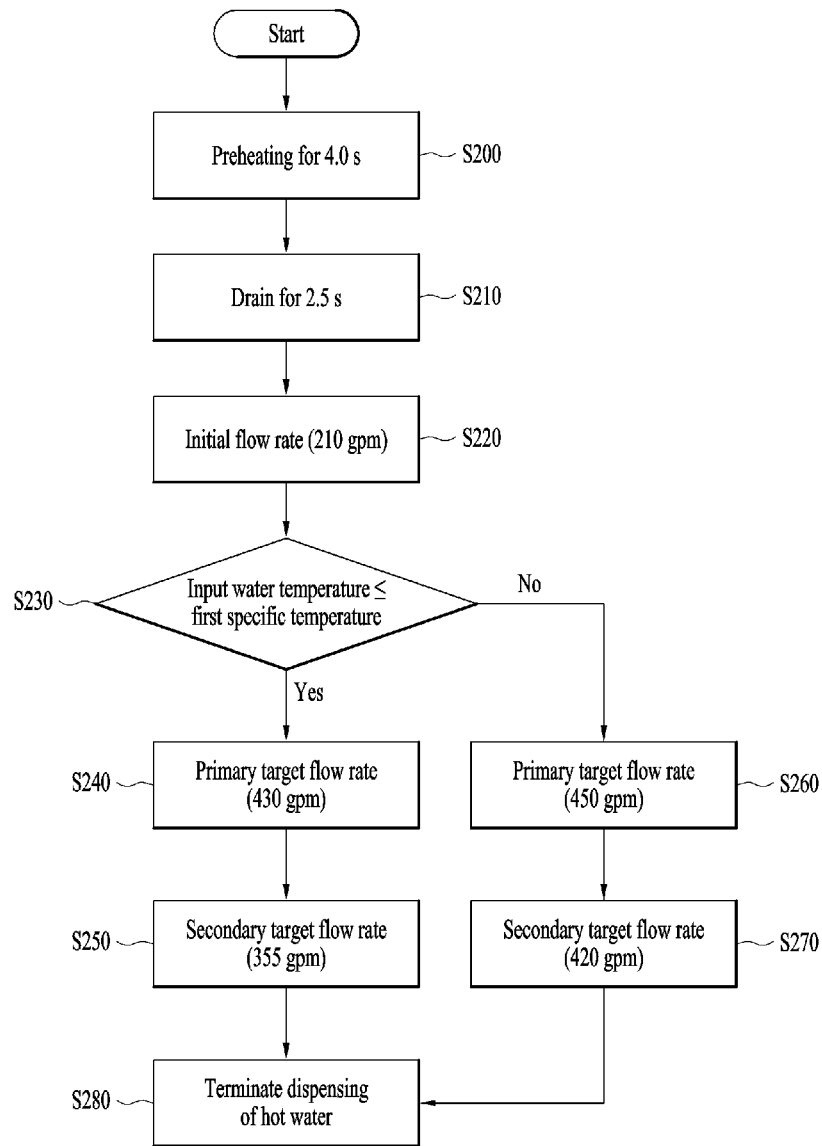 Start
Preheating for 4.0 s
S200
Drain for 2.5 s
S210
Initial flow rate (210 gpm)
S220
S230
Input water temperature ≤
first specific temperature
No
Yes
S240
Primary target flow rate
(430 gpm)
Primary target flow rate
(450 gpm)
S260
S250
Secondary target flow rate
(355 gpm)
Secondary target flow rate
(420 gpm)
S270
S280
Terminate dispensing
of hot water